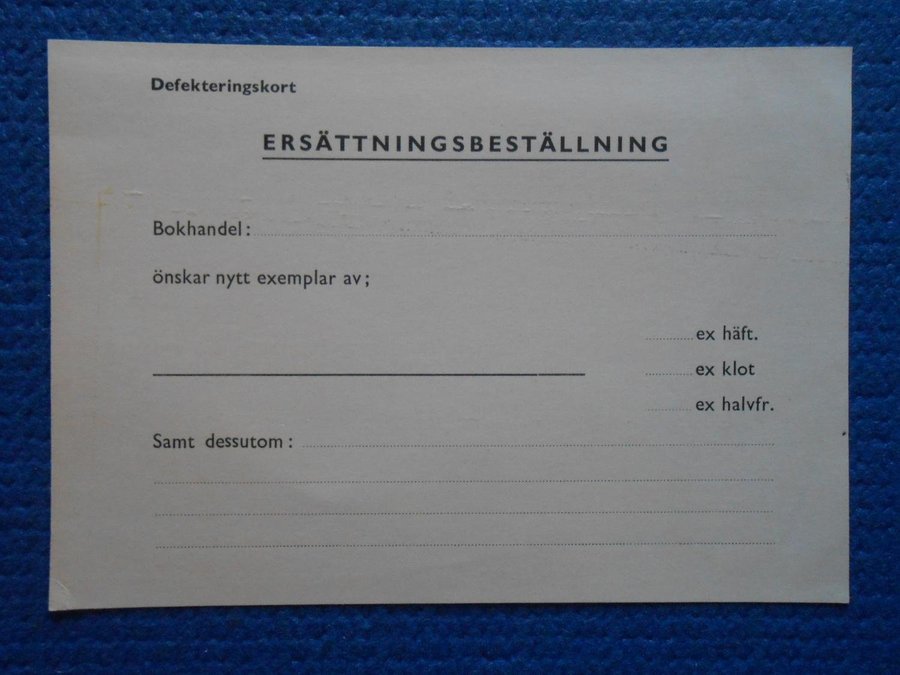 Defekteringskort
ERSÄTTNINGSBESTÄLLNING
Bokhandel:
önskar nytt exemplar av;
ex häft.
ex klot
ex halvfr.
Samt dessutom: